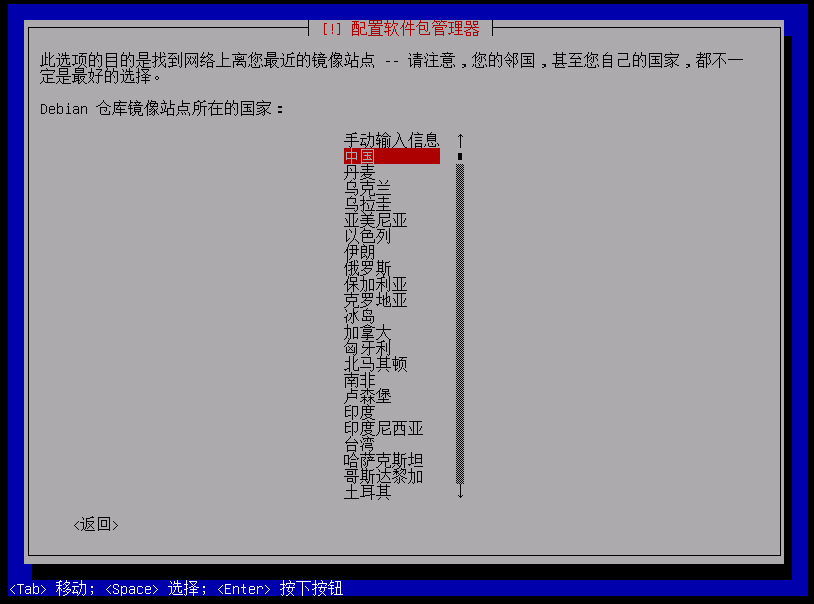 [!] 配置软件包管理器
此选项的目的是找到网络上离您最近的镜像站点 -- 请注意，您的邻国，甚至您自己的国家，都不一
定是最好的选择。
Debian 仓库镜像站点所在的国家：
手动输入信息
中国
丹麦
乌克兰
乌拉圭
亚美尼亚
以色列
伊朗
俄罗斯
保加利亚
克罗地亚
冰岛
加拿大
匈牙利
北马其顿
南非
卢森堡
印度
印度尼西亚
台湾
哈萨克斯坦
哥斯达黎加
土耳其
<返回>
<Tab> 移动; <Space> 选择; <Enter> 按下按钮